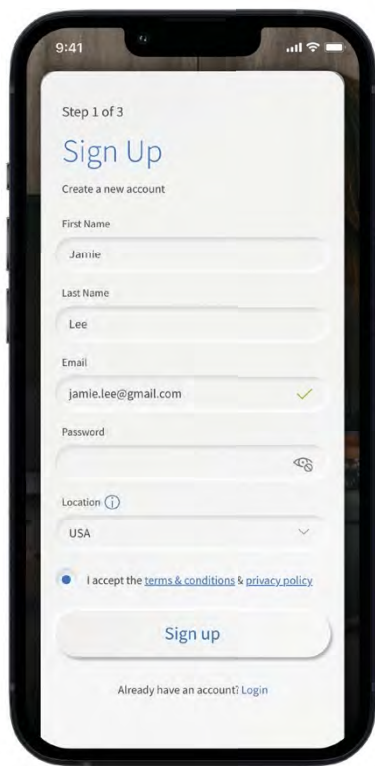 9:41
Step 1 of 3
Sign Up
Create a new account
First Name
Jamie
Last Name
Lee
Email
jamie.lee@gmail.com
Password
Location
USA
I accept the terms & conditions & privacy policy
Sign up
Already have an account? Login